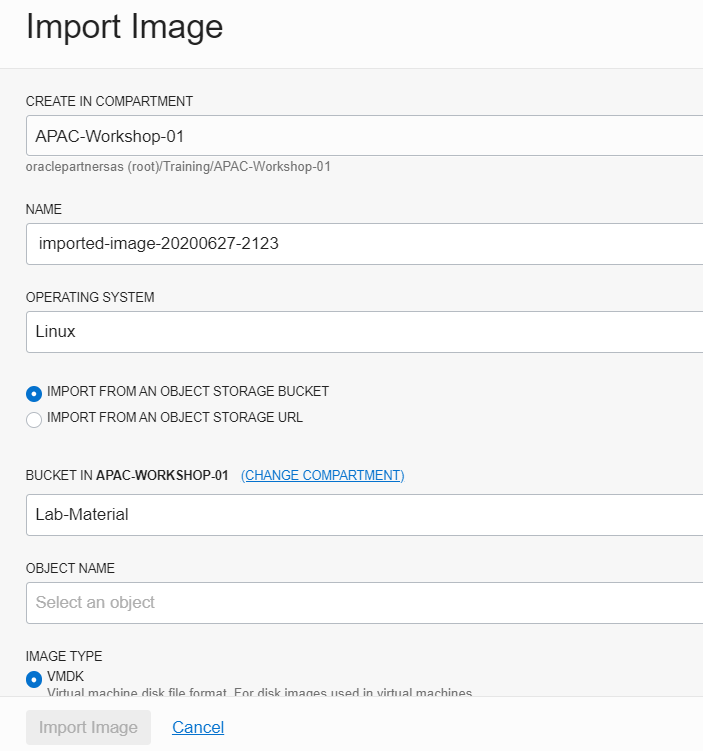 Import Image
CREATE IN COMPARTMENT
APAC-Workshop-01
oraclepartnersas (root)/Training/APAC-Workshop-01
NAME
imported-image-20200627-2123
OPERATING SYSTEM
Linux
IMPORT FROM AN OBJECT STORAGE BUCKET
IMPORT FROM AN OBJECT STORAGE URL
BUCKET IN APAC-WORKSHOP-01 (CHANGE COMPARTMENT)
Lab-Material
OBJECT NAME
Select an object
IMAGE TYPE
VMDK
Virtual machine disk file format. For disk images used in virtual machines.
Import Image Cancel